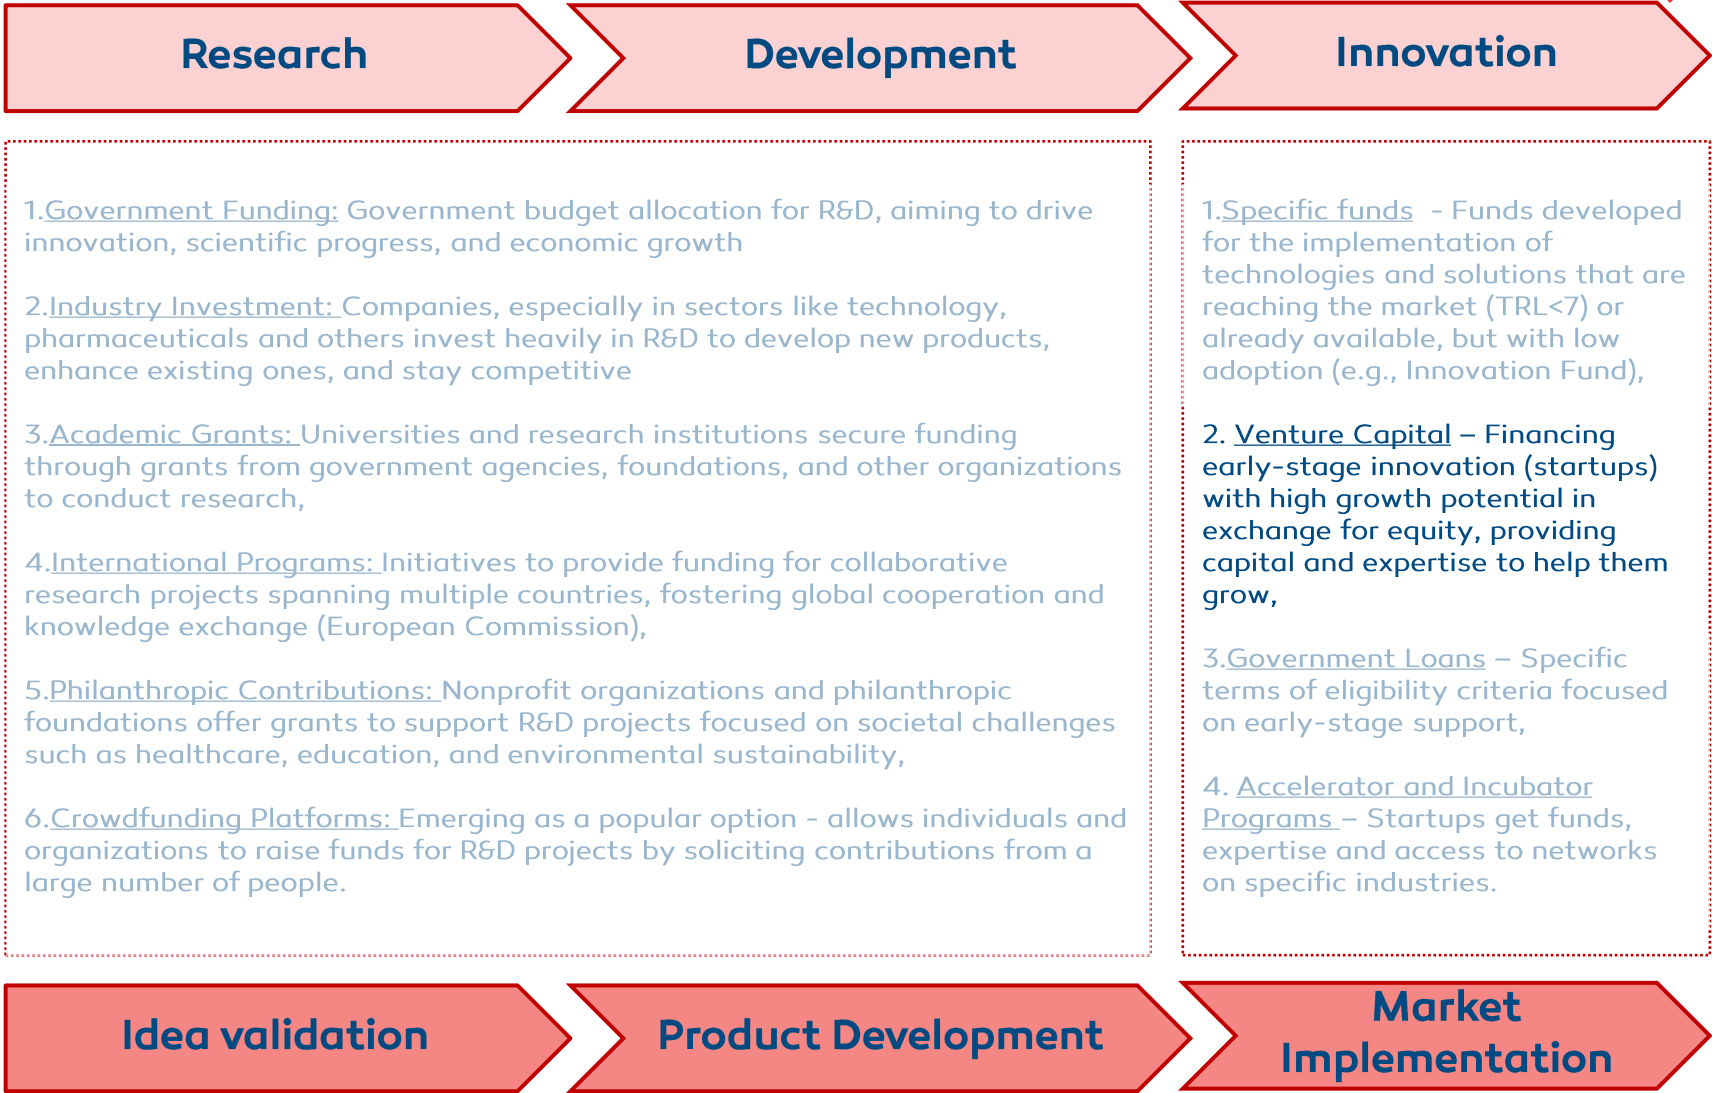 Research
Development
Innovation
1.Government Funding: Government budget allocation for R&D, aiming to drive
innovation, scientific progress, and economic growth
2.Industry Investment: Companies, especially in sectors like technology,
pharmaceuticals and others invest heavily in R&D to develop new products,
enhance existing ones, and stay competitive
3.Academic Grants: Universities and research institutions secure funding
through grants from government agencies, foundations, and other organizations
to conduct research,
4.International Programs: Initiatives to provide funding for collaborative
research projects spanning multiple countries, fostering global cooperation and
knowledge exchange (European Commission),
5.Philanthropic Contributions: Nonprofit organizations and philanthropic
foundations offer grants to support R&D projects focused on societal challenges
such as healthcare, education, and environmental sustainability,
6.Crowdfunding Platforms: Emerging as a popular option - allows individuals and
organizations to raise funds for R&D projects by soliciting contributions from a
large number of people.
1.Specific funds - Funds developed
for the implementation of
technologies and solutions that are
reaching the market (TRL<7) or
already available, but with low
adoption (e.g., Innovation Fund),
2. Venture Capital – Financing
early-stage innovation (startups)
with high growth potential in
exchange for equity, providing
capital and expertise to help them
grow,
3.Government Loans – Specific
terms of eligibility criteria focused
on early-stage support,
4. Accelerator and Incubator
Programs – Startups get funds,
expertise and access to networks
on specific industries.
Idea validation
Product Development
Market
Implementation